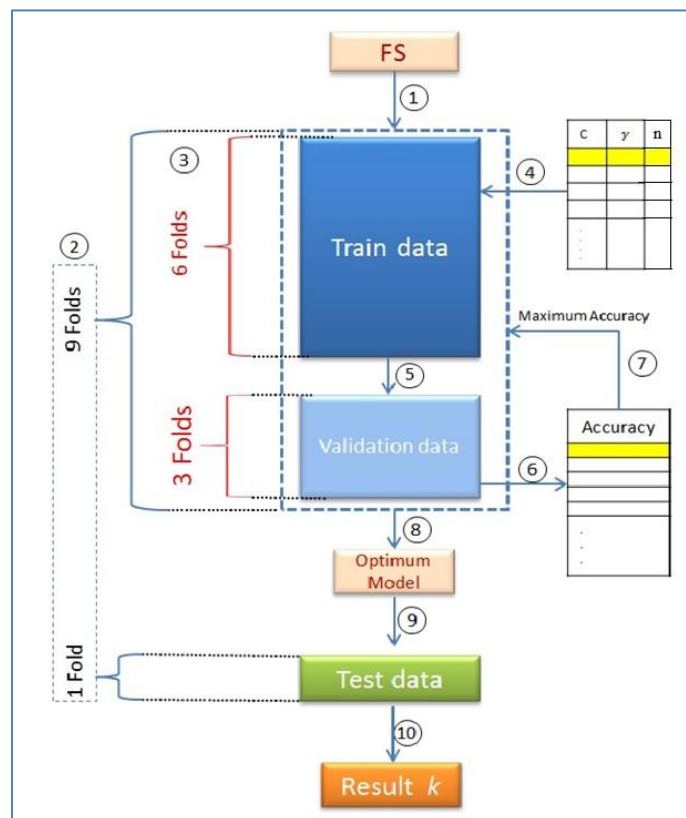 FS
①
C γ n
③
④
②
6 Folds
Train data
9 Folds
Maximum Accuracy
⑤
⑦
3 Folds
Validation data
Accuracy
⑥
⑧
Optimum
Model
⑨
1 Fold
Test data
⑩
Result k